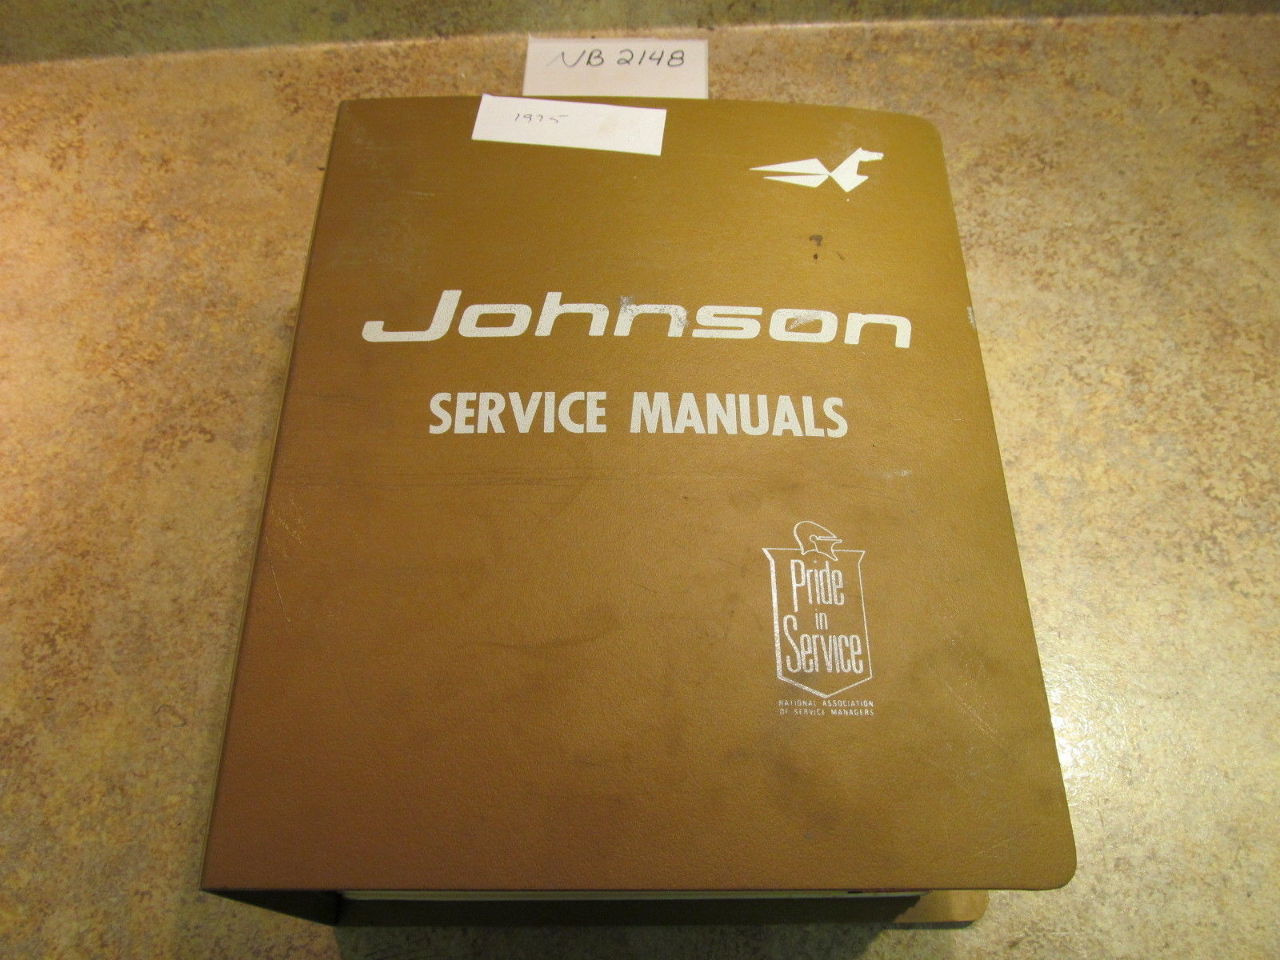 NB 2148
1975
Johnson
SERVICE MANUALS
Pride
in
Service
NATIONAL ASSOCIATION
OF SERVICE MANAGERS